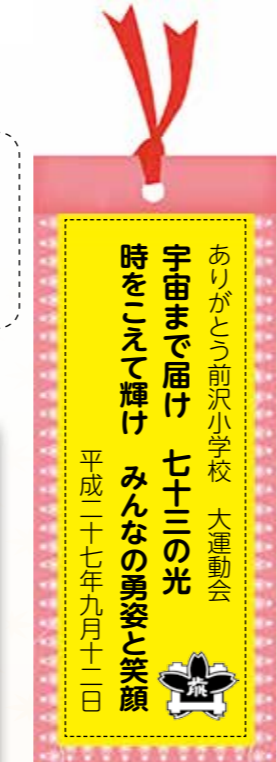 ありがとう前沢小学校　大運動会
宇宙まで届け　七十三の光
時をこえて輝け　みんなの勇姿と笑顔
平成二十七年九月十二日